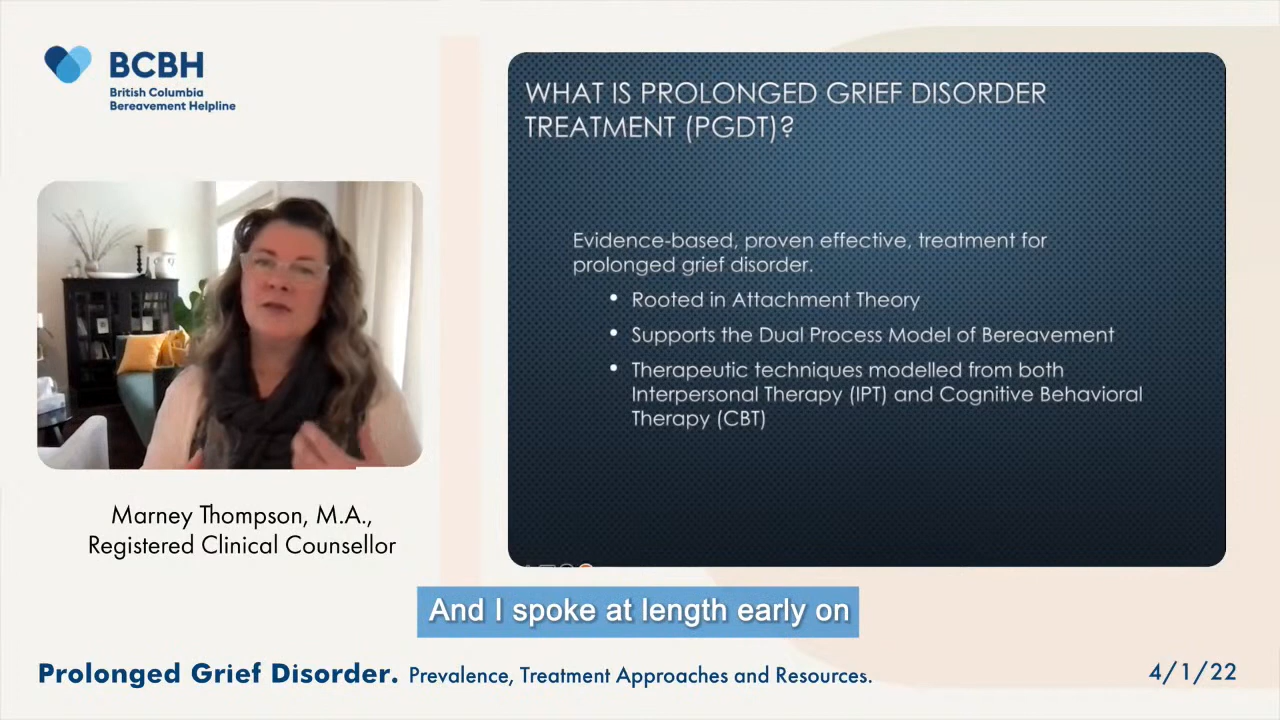 BCBH
British Columbia
Bereavement Helpline
WHAT IS PROLONGED GRIEF DISORDER
TREATMENT (PGDT)?
Evidence-based, proven effective, treatment for
prolonged grief disorder.
• Rooted in Attachment Theory
• Supports the Dual Process Model of Bereavement
• Therapeutic techniques modelled from both
Interpersonal Therapy (IPT) and Cognitive Behavioral
Therapy (CBT)
Marney Thompson, M.A.,
Registered Clinical Counsellor
And I spoke at length early on
Prolonged Grief Disorder. Prevalence, Treatment Approaches and Resources.
4/1/22